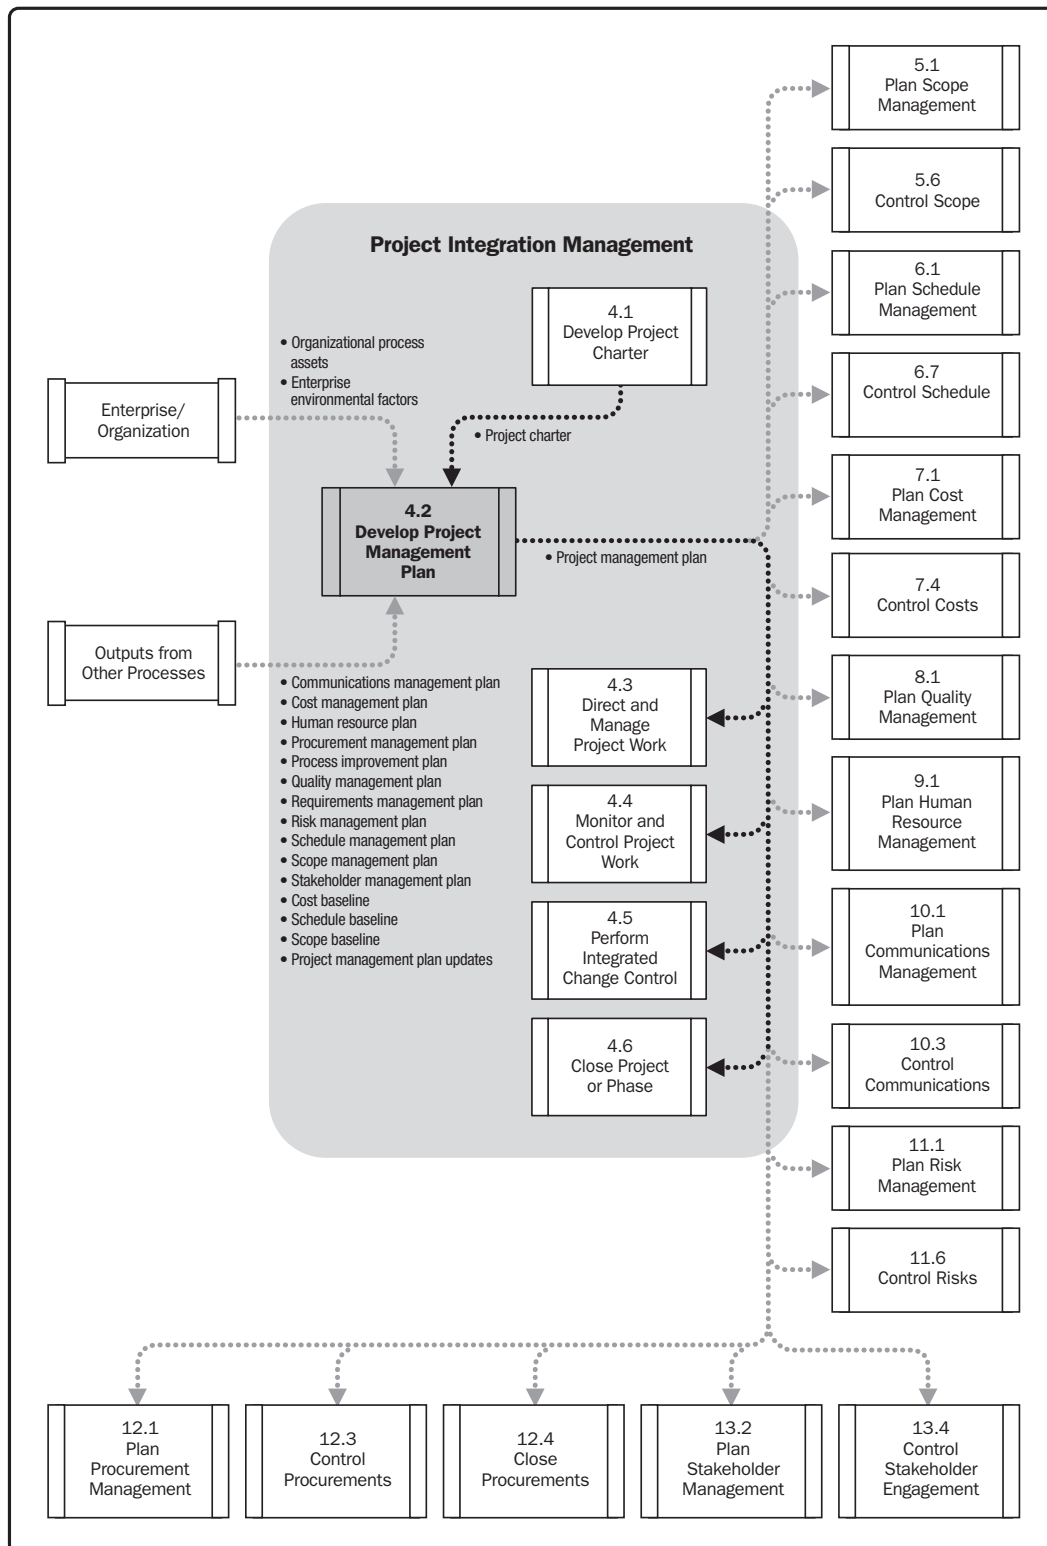 Project Integration Management
4.1
Develop Project
Charter
• Organizational process
assets
• Enterprise
environmental factors
Enterprise/
Organization
• Project charter
4.2
Develop Project
Management
Plan
• Project management plan
Outputs from
Other Processes
• Communications management plan
• Cost management plan
• Human resource plan
• Procurement management plan
• Process improvement plan
• Quality management plan
• Requirements management plan
• Risk management plan
• Schedule management plan
• Scope management plan
• Stakeholder management plan
• Cost baseline
• Schedule baseline
• Scope baseline
• Project management plan updates
4.3
Direct and
Manage
Project Work
4.4
Monitor and
Control Project
Work
4.5
Perform
Integrated
Change Control
4.6
Close Project
or Phase
5.1
Plan Scope
Management
5.6
Control Scope
6.1
Plan Schedule
Management
6.7
Control Schedule
7.1
Plan Cost
Management
7.4
Control Costs
8.1
Plan Quality
Management
9.1
Plan Human
Resource
Management
10.1
Plan
Communications
Management
10.3
Control
Communications
11.1
Plan Risk
Management
11.6
Control Risks
12.1
Plan
Procurement
Management
12.3
Control
Procurements
12.4
Close
Procurements
13.2
Plan
Stakeholder
Management
13.4
Control
Stakeholder
Engagement